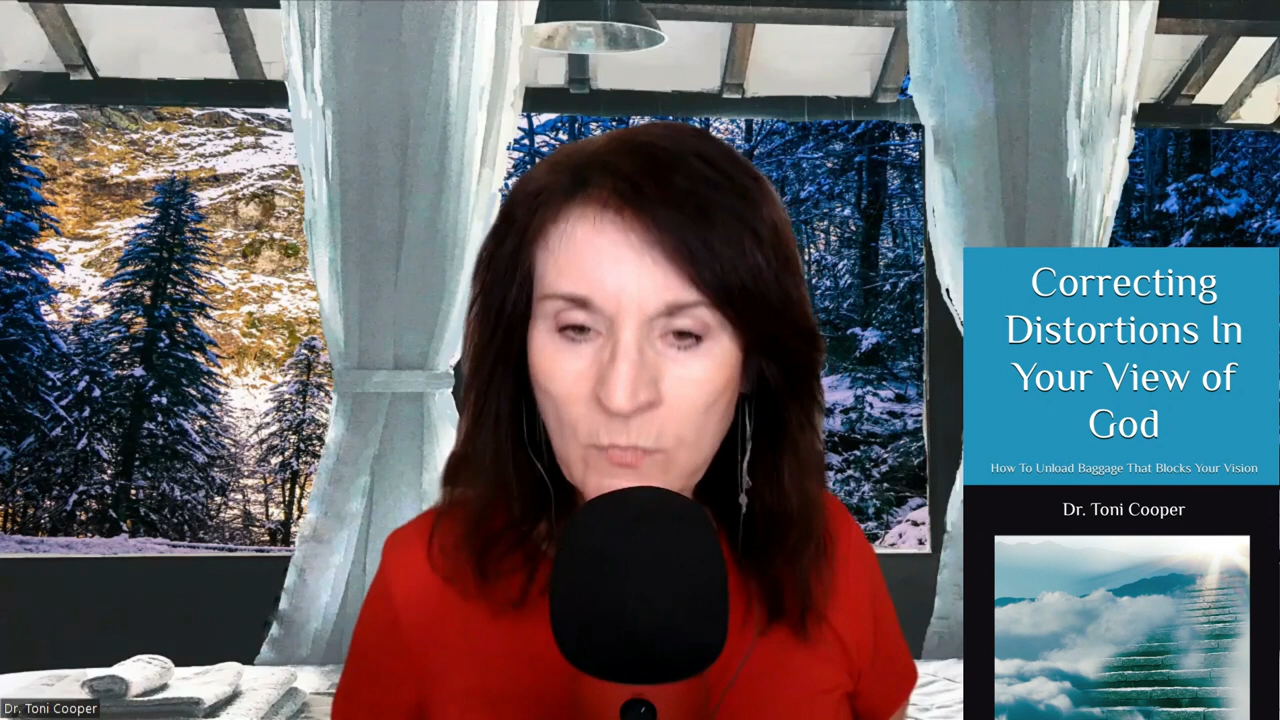 Correcting
Distortions In
Your View of
God
How To Unload Baggage That Blocks Your Vision
Dr. Toni Cooper
Dr. Toni Cooper